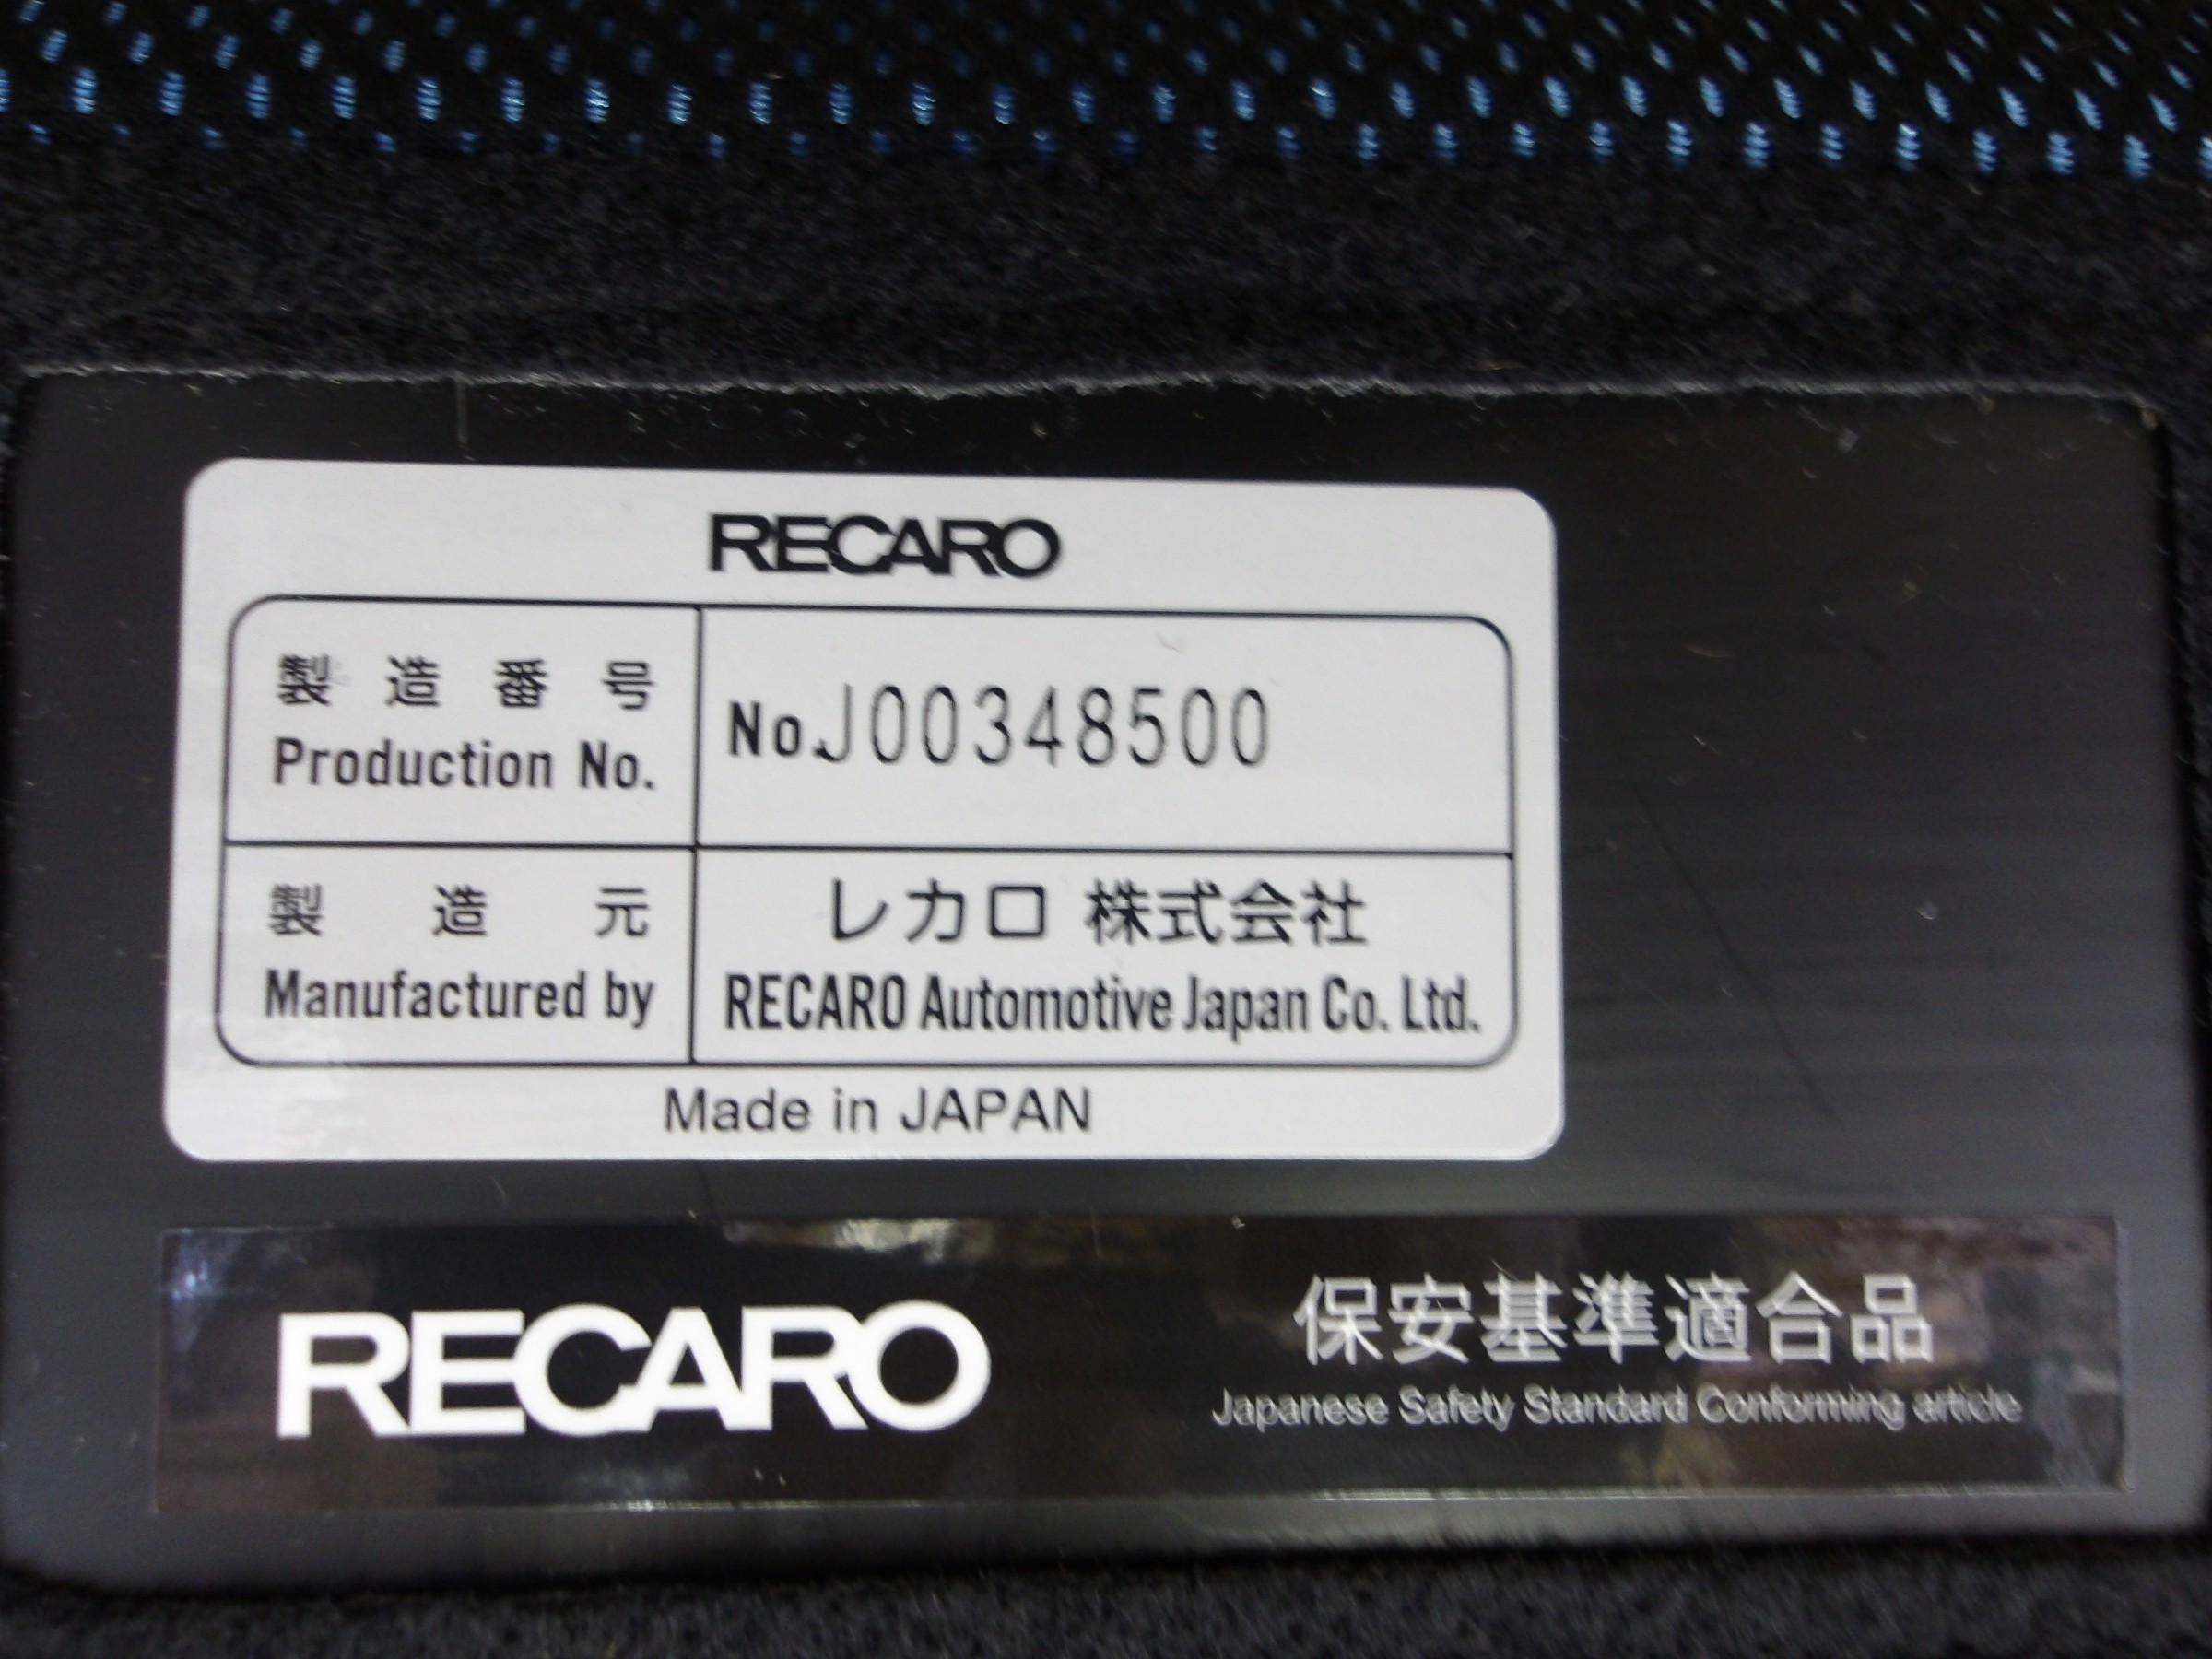 RECARO
製造番号
Production No.
No.J00348500
製造元
Manufactured by
レカロ 株式会社
RECARO Automotive Japan Co. Ltd.
Made in JAPAN
RECARO
保安基準適合品
Japanese Safety Standard Conforming article